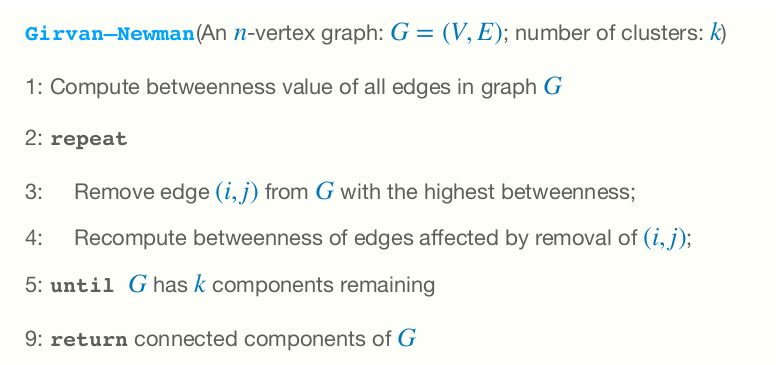 Girvan—Newman(An n-vertex graph: G = (V, E); number of clusters: k)
1: Compute betweenness value of all edges in graph G
2: repeat
3: Remove edge (i, j) from G with the highest betweenness;
4: Recompute betweenness of edges affected by removal of (i, j);
5: until G has k components remaining
9: return connected components of G